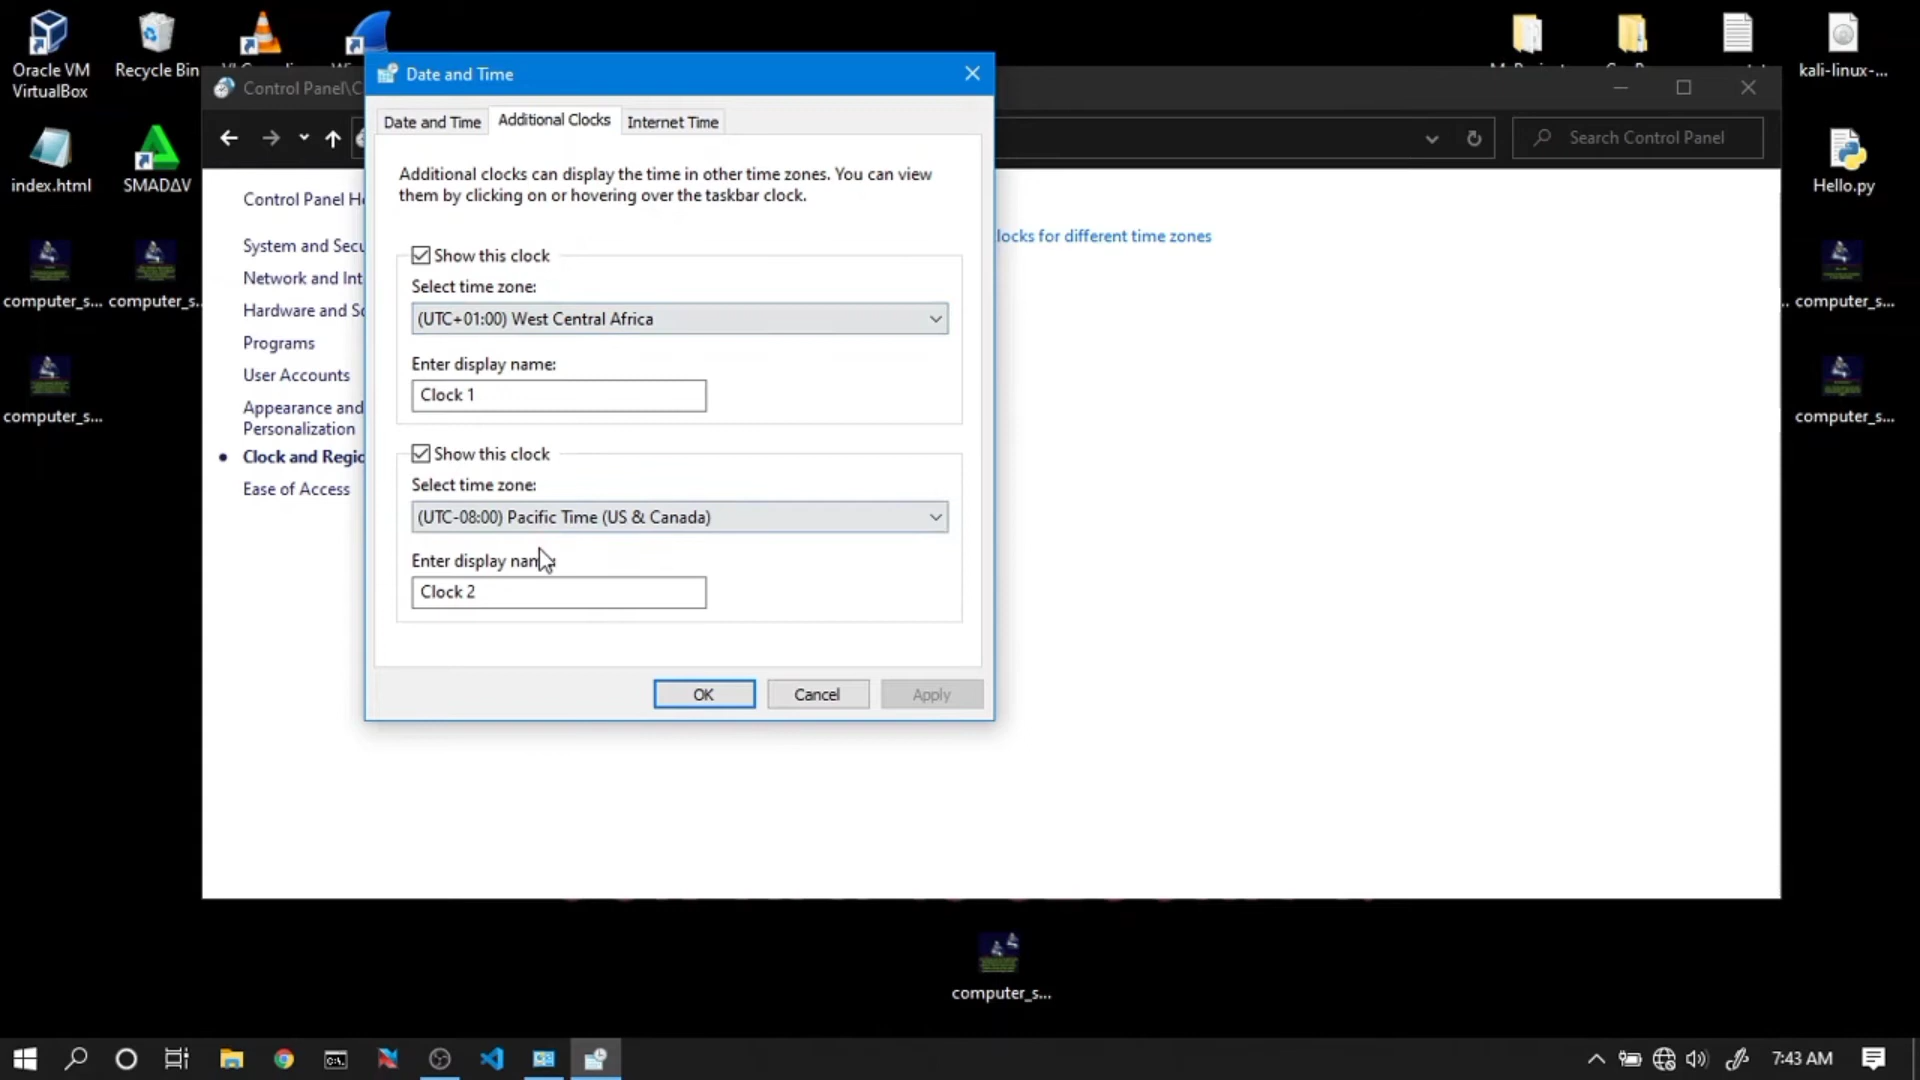 Oracle VM
VirtualBox
Recycle Bin
kali-linux-...
index.html
SMADΔV
Hello.py
computer_s...
computer_s...
computer_s...
computer_s...
computer_s...
computer_s...
Control Panel\C
Search Control Panel
Control Panel H
System and Secu
Network and Int
Hardware and So
Programs
User Accounts
Appearance and
Personalization
Clock and Regio
Ease of Access
locks for different time zones
Date and Time
Date and Time
Additional Clocks
Internet Time
Additional clocks can display the time in other time zones. You can view
them by clicking on or hovering over the taskbar clock.
Show this clock
Select time zone:
(UTC+01:00) West Central Africa
Enter display name:
Clock 1
Show this clock
Select time zone:
(UTC-08:00) Pacific Time (US & Canada)
Enter display name:
Clock 2
OK
Cancel
Apply
7:43 AM